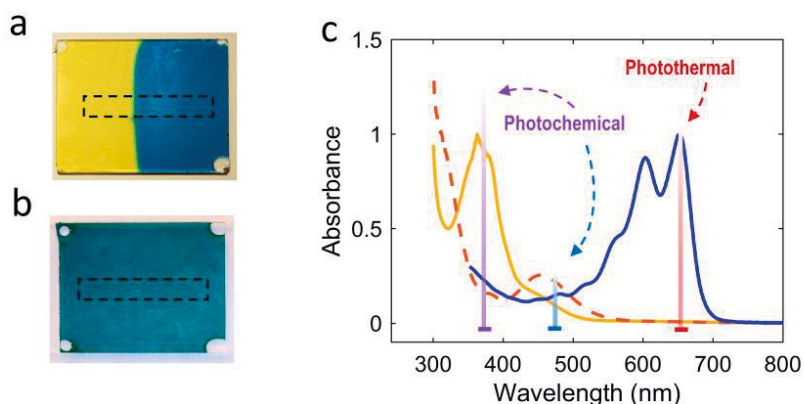 a
b
c
1.5
1
0.5
0
Absorbance
Photothermal
Photochemical
300 400 500 600 700 800
Wavelength (nm)